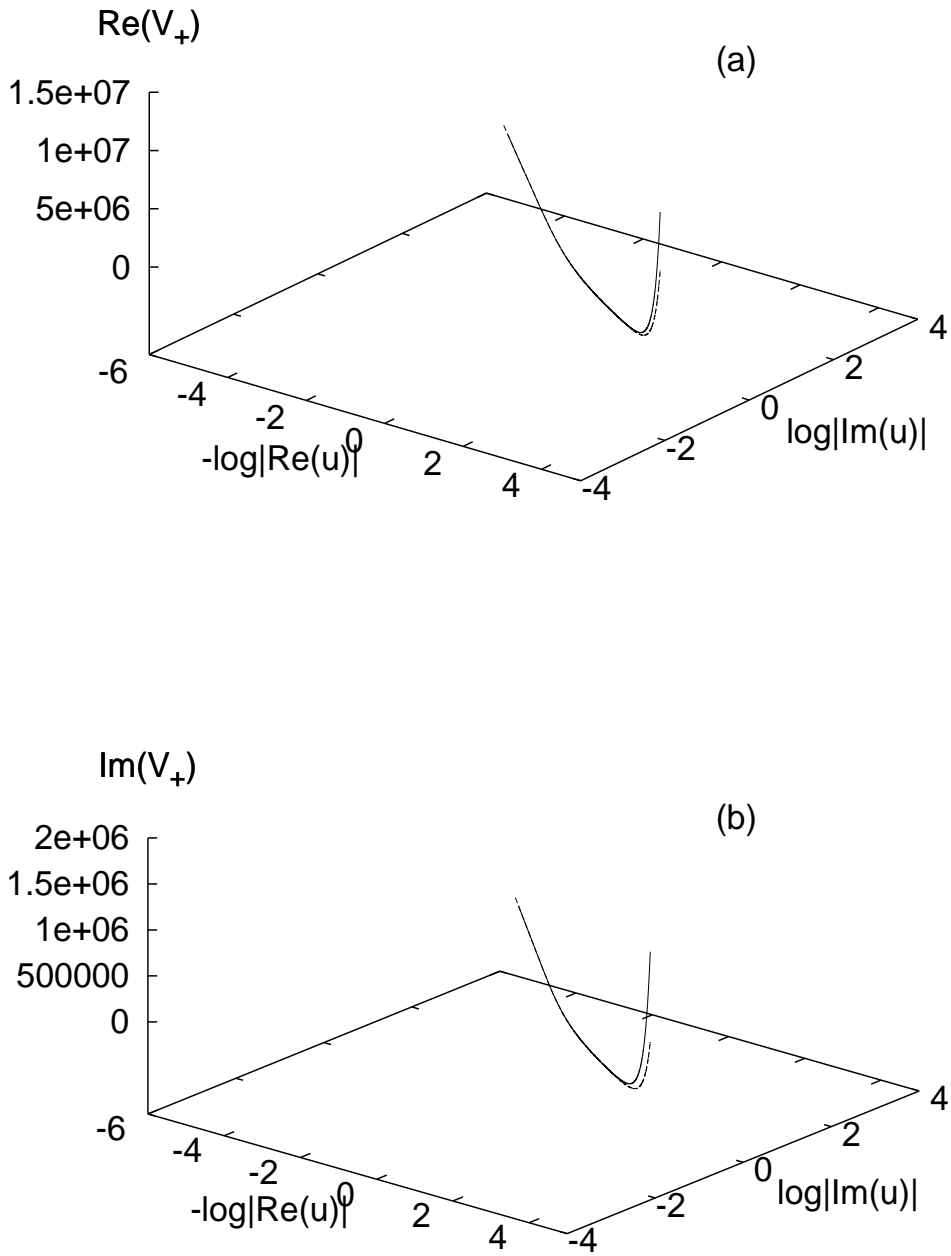 Re(V+)
(a)
1.5e+07
1e+07
5e+06
0
-6
-4
-2
0
2
4
-log|Re(u)|
-4
-2
0
2
4
log|Im(u)|
Im(V+)
(b)
2e+06
1.5e+06
1e+06
500000
0
-6
-4
-2
0
2
4
-log|Re(u)|
-4
-2
0
2
4
log|Im(u)|